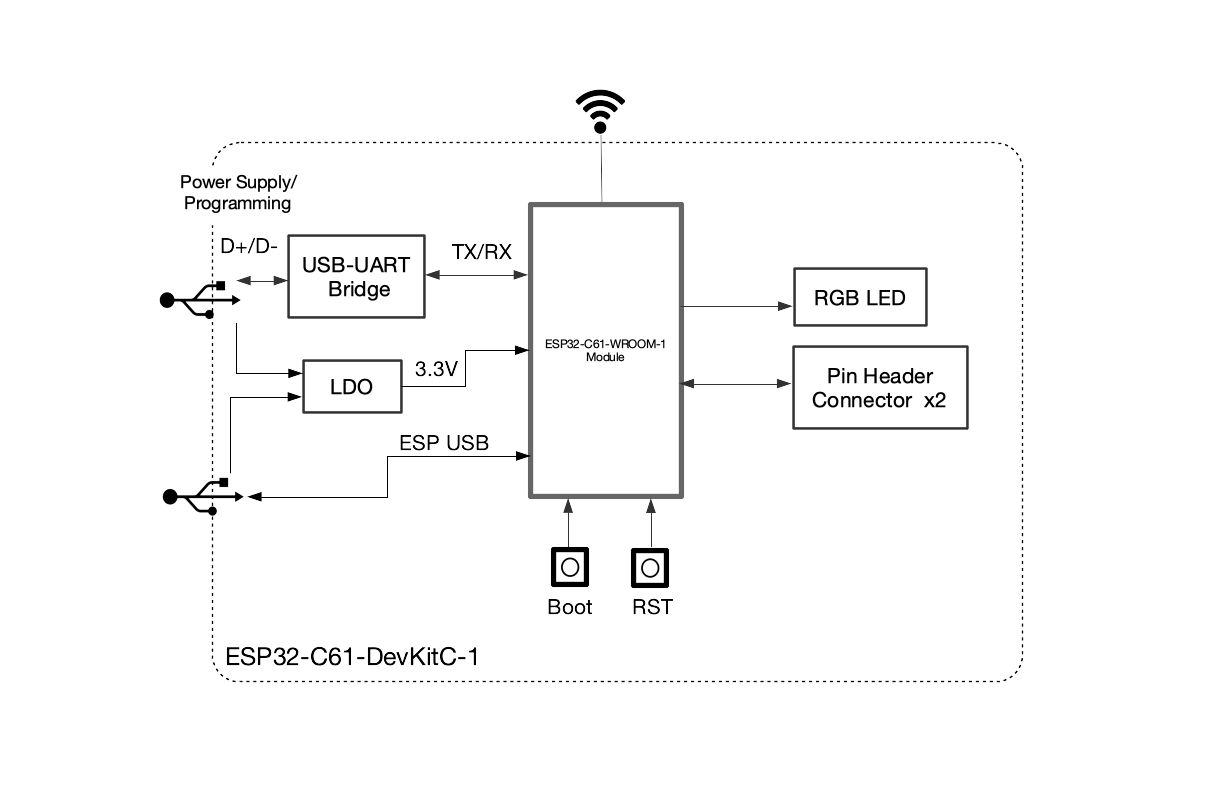 Power Supply/
Programming
D+/D-
USB-UART
Bridge
TX/RX
LDO
3.3V
ESP USB
ESP32-C61-WROOM-1
Module
RGB LED
Pin Header
Connector x2
Boot
RST
ESP32-C61-DevKitC-1